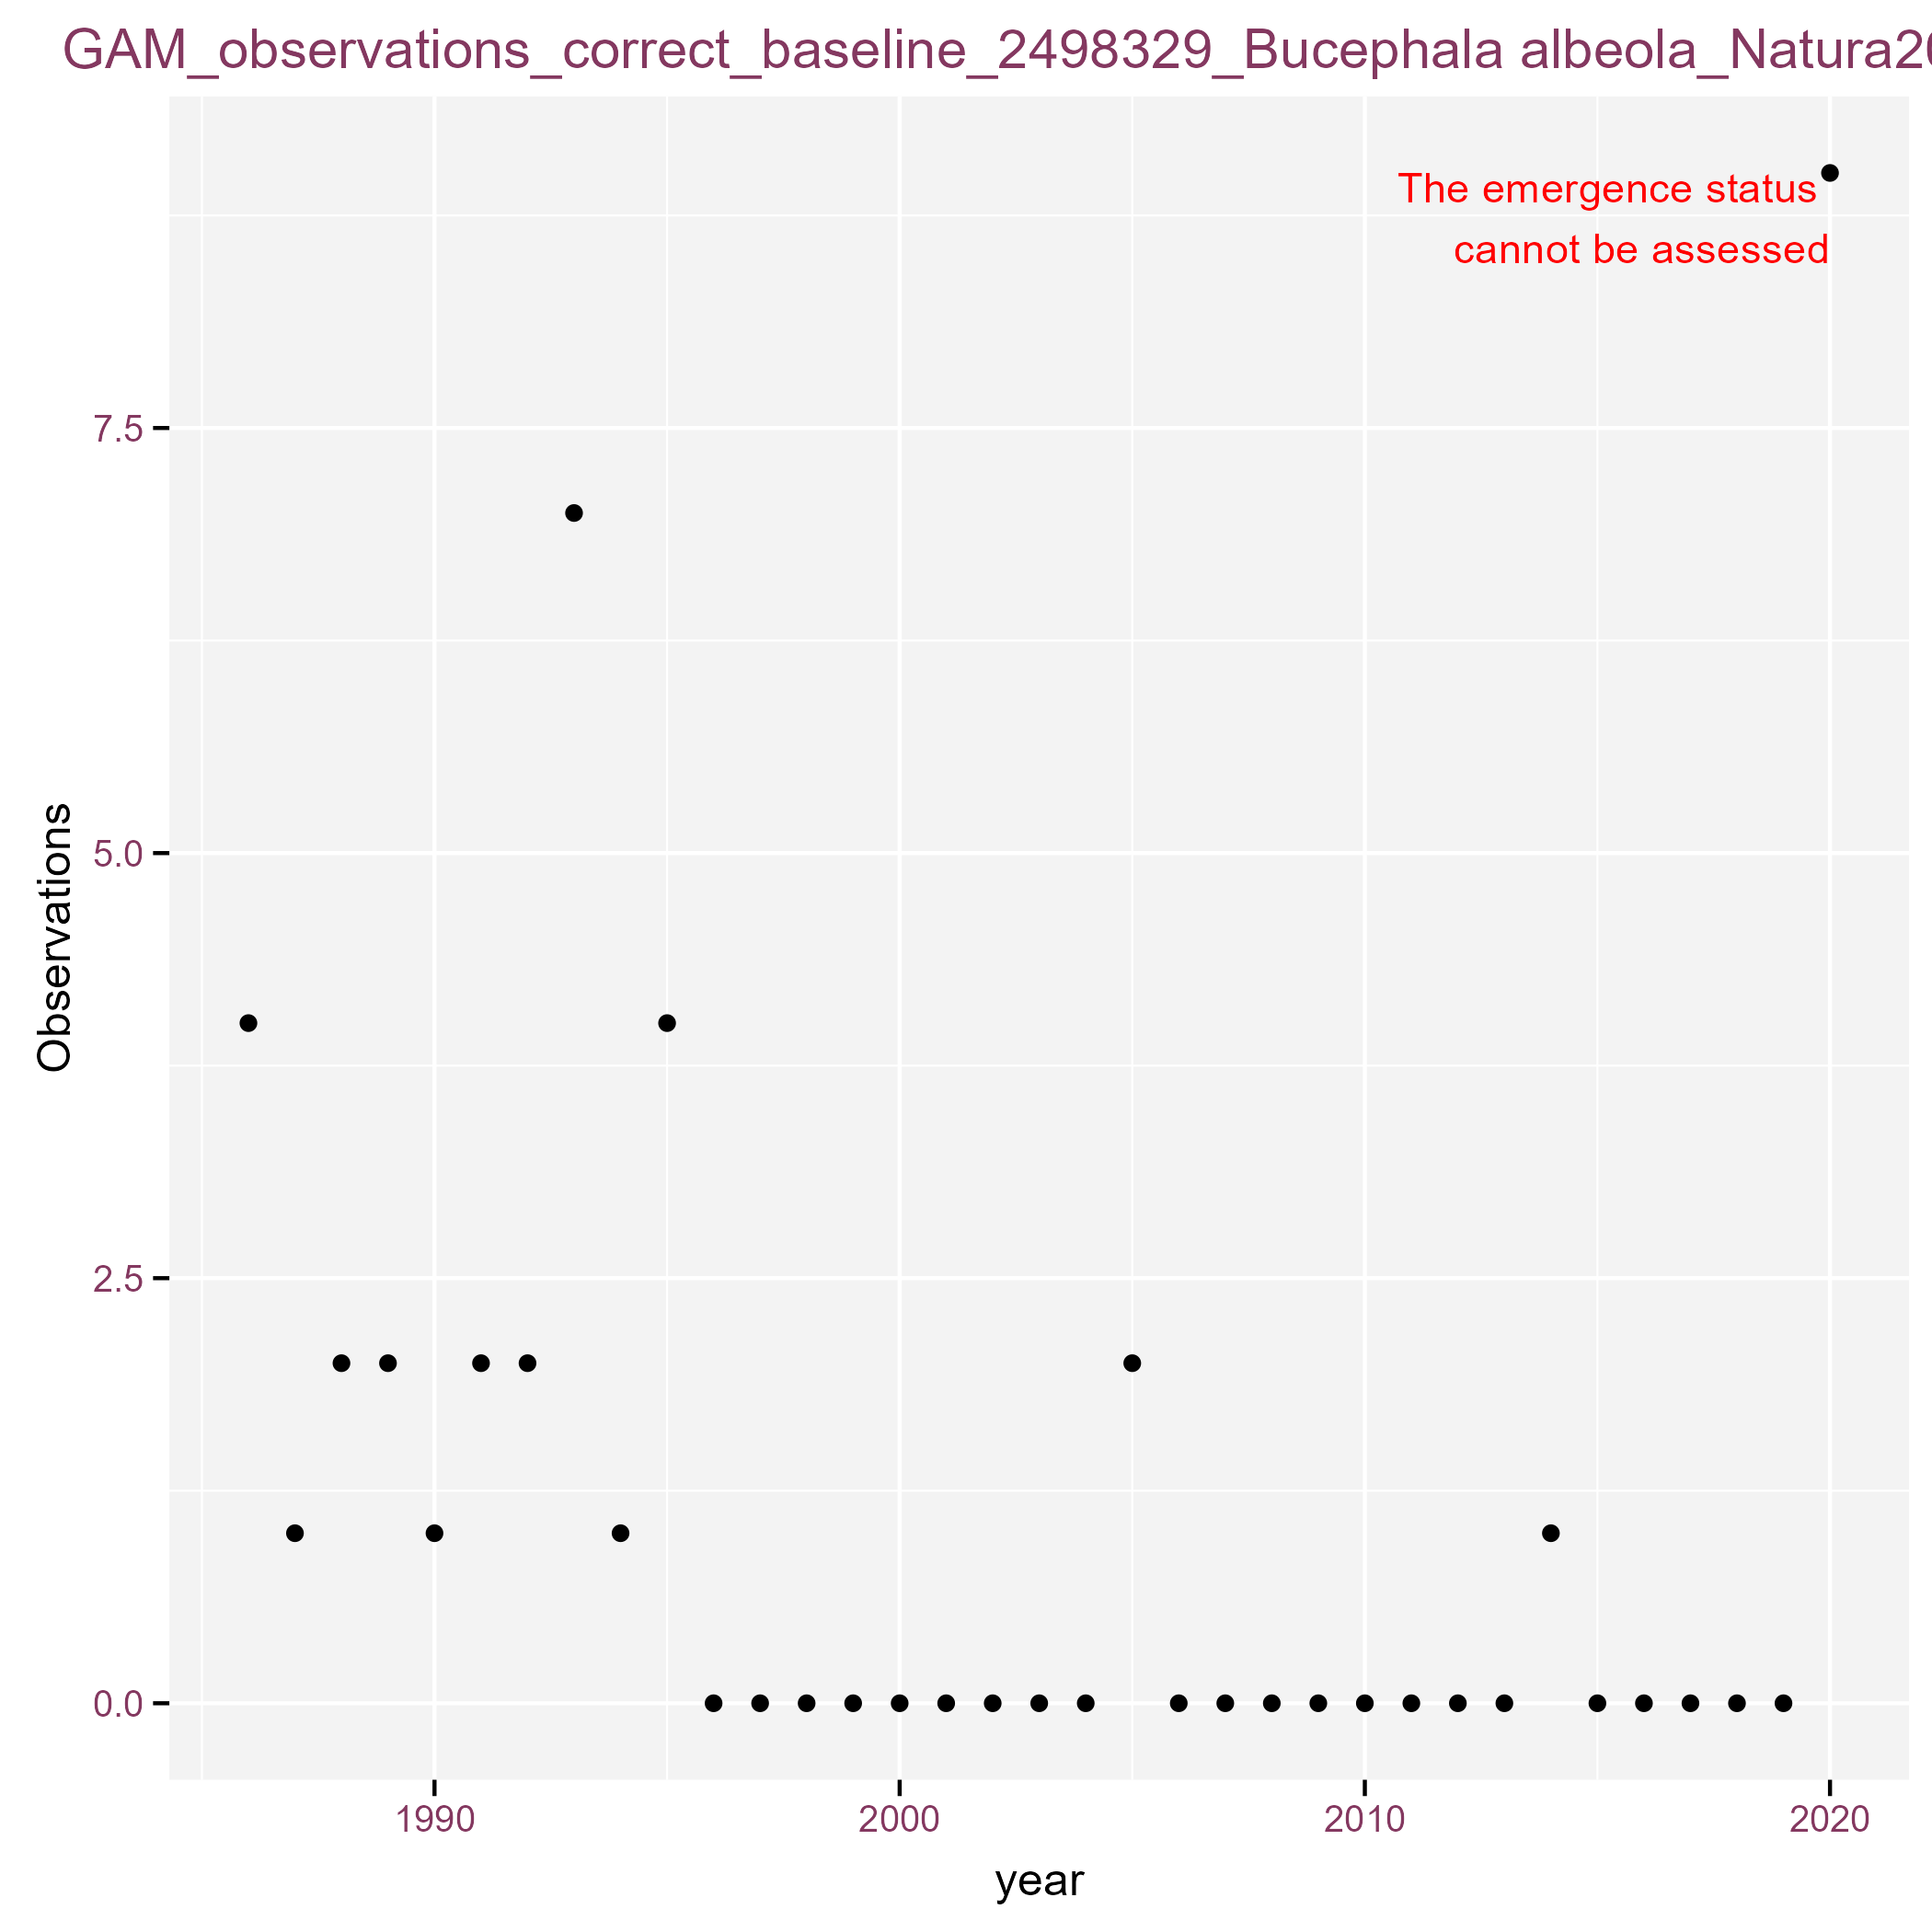 GAM_observations_correct_baseline_2498329_Bucephala albeola_Natura20
The emergence status
cannot be assessed
7.5
5.0
2.5
0.0
Observations
1990 2000 2010 2020
year